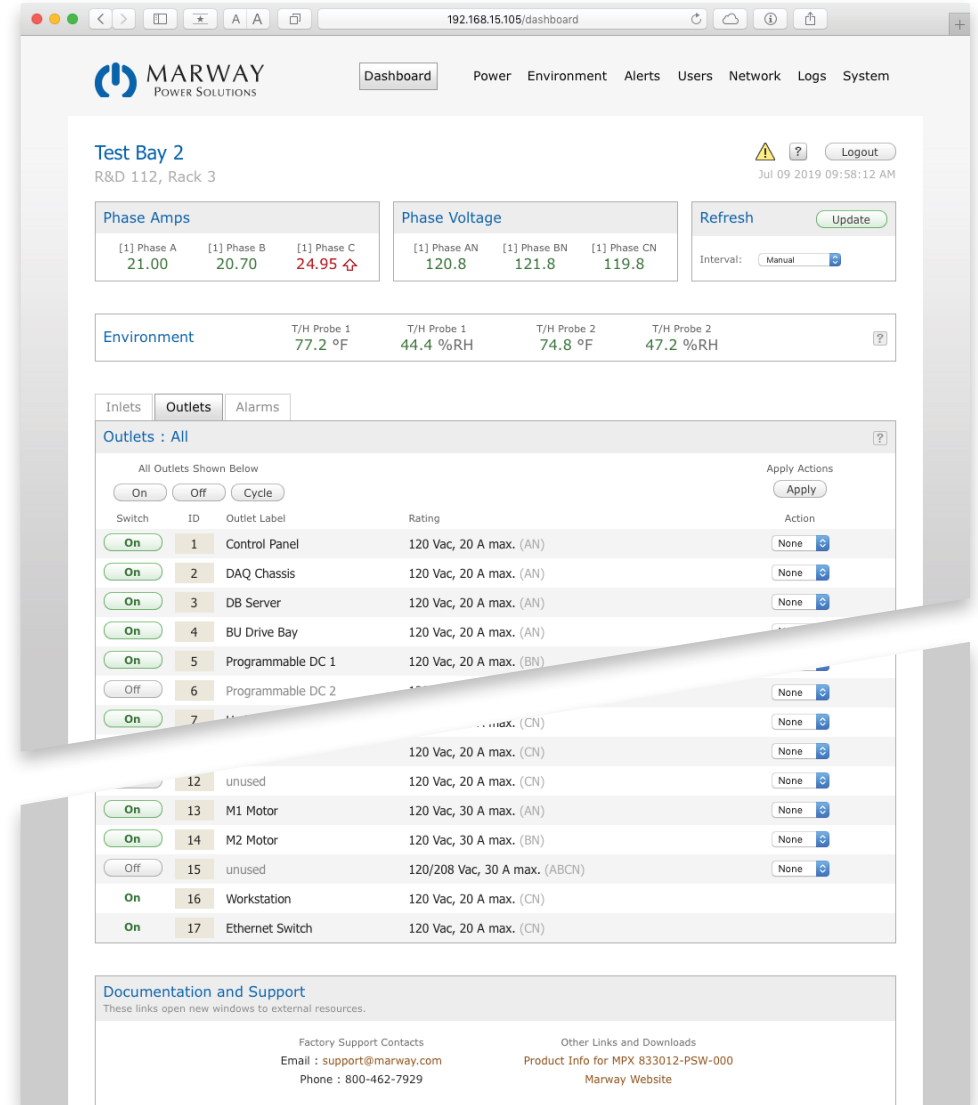 192.168.15.105/dashboard
MARWAY
POWER SOLUTIONS
Dashboard Power Environment Alerts Users Network Logs System
Test Bay 2
R&D 112, Rack 3
? Logout
Jul 09 2019 09:58:12 AM
Phase Amps
[1] Phase A [1] Phase B [1] Phase C
21.00 20.70 24.95
Phase Voltage
[1] Phase AN [1] Phase BN [1] Phase CN
120.8 121.8 119.8
Refresh Update
Interval: Manual
Environment
T/H Probe 1 T/H Probe 1 T/H Probe 2 T/H Probe 2
77.2 ºF 44.4 %RH 74.8 ºF 47.2 %RH
?
Inlets Outlets Alarms
Outlets : All ?
All Outlets Shown Below Apply Actions
On Off Cycle Apply
Switch ID Outlet Label Rating Action
On 1 Control Panel 120 Vac, 20 A max. (AN) None
On 2 DAQ Chassis 120 Vac, 20 A max. (AN) None
On 3 DB Server 120 Vac, 20 A max. (AN) None
On 4 BU Drive Bay 120 Vac, 20 A max. (AN)
On 5 Programmable DC 1 120 Vac, 20 A max. (BN)
Off 6 Programmable DC 2 None
On 7 max. (CN) None
120 Vac, 20 A max. (CN) None
12 unused 120 Vac, 20 A max. (CN) None
On 13 M1 Motor 120 Vac, 30 A max. (AN) None
On 14 M2 Motor 120 Vac, 30 A max. (BN) None
Off 15 unused 120/208 Vac, 30 A max. (ABCN) None
On 16 Workstation 120 Vac, 20 A max. (CN)
On 17 Ethernet Switch 120 Vac, 20 A max. (CN)
Documentation and Support
These links open new windows to external resources.
Factory Support Contacts
Email : support@marway.com
Phone : 800-462-7929
Other Links and Downloads
Product Info for MPX 833012-PSW-000
Marway Website